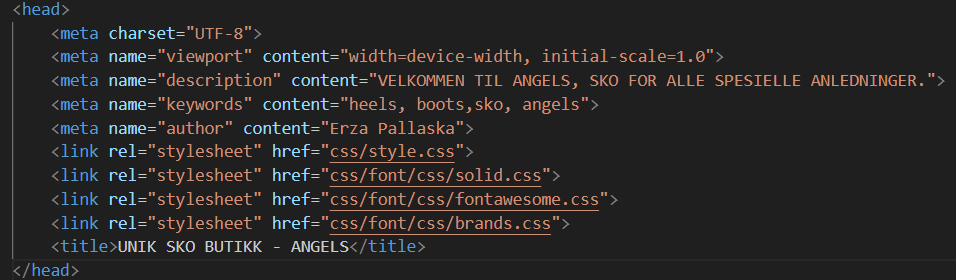 <head>
<meta charset="UTF-8">
<meta name="viewport" content="width=device-width, initial-scale=1.0">
<meta name="description" content="VELKOMMEN TIL ANGELS, SKO FOR ALLE SPESIELLE ANLEDNINGER.">
<meta name="keywords" content="heels, boots,sko, angels">
<meta name="author" content="Erza Pallaska">
<link rel="stylesheet" href="css/style.css">
<link rel="stylesheet" href="css/font/css/solid.css">
<link rel="stylesheet" href="css/font/css/fontawesome.css">
<link rel="stylesheet" href="css/font/css/brands.css">
<title>UNIK SKO BUTIKK - ANGELS</title>
</head>